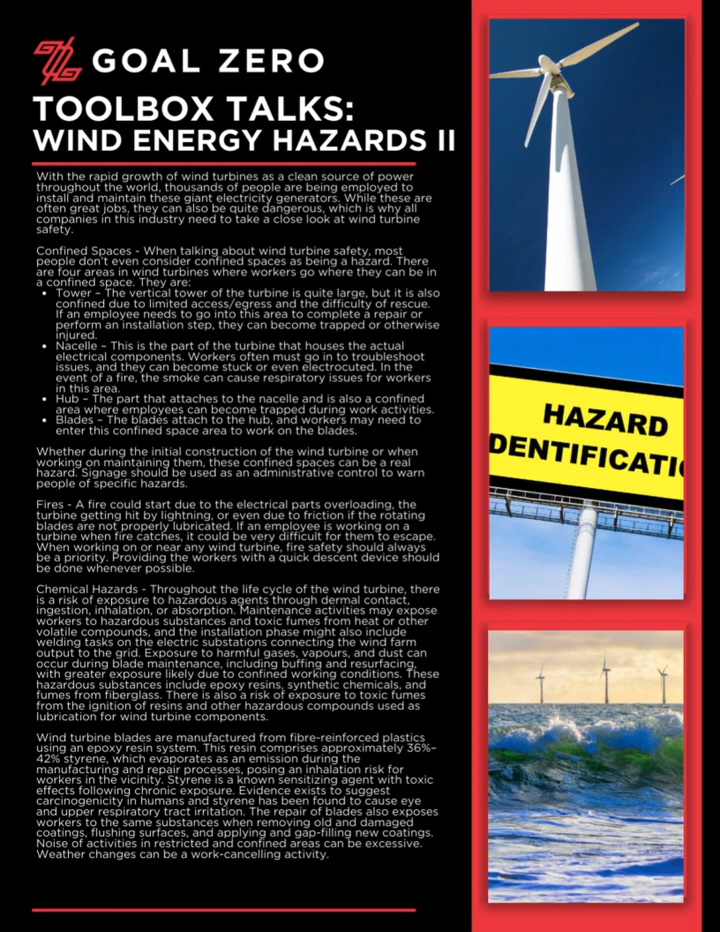 GOAL ZERO
TOOLBOX TALKS:
WIND ENERGY HAZARDS II
With the rapid growth of wind turbines as a clean source of power
throughout the world, thousands of people are being employed to
install and maintain these giant electricity generators. While these are
often great jobs, they can also be quite dangerous, which is why all
companies in this industry need to take a close look at wind turbine
safety.
Confined Spaces - When talking about wind turbine safety, most
people don't even consider confined spaces as being a hazard. There
are four areas in wind turbines where workers go where they can be in
a confined space. They are:
• Tower – The vertical tower of the turbine is quite large, but it is also
confined due to limited access/egress and the difficulty of rescue.
If an employee needs to go into this area to complete a repair or
perform an installation step, they can become trapped or otherwise
injured.
• Nacelle – This is the part of the turbine that houses the actual
electrical components. Workers often must go in to troubleshoot
issues, and they can become stuck or even electrocuted. In the
event of a fire, the smoke can cause respiratory issues for workers
in this area.
• Hub – The part that attaches to the nacelle and is also a confined
area where employees can become trapped during work activities.
• Blades – The blades attach to the hub, and workers may need to
enter this confined space area to work on the blades.
Whether during the initial construction of the wind turbine or when
working on maintaining them, these confined spaces can be a real
hazard. Signage should be used as an administrative control to warn
people of specific hazards.
Fires - A fire could start due to the electrical parts overloading, the
turbine getting hit by lightning, or even due to friction if the rotating
blades are not properly lubricated. If an employee is working on a
turbine when fire catches, it could be very difficult for them to escape.
When working on or near any wind turbine, fire safety should always
be a priority. Providing the workers with a quick descent device should
be done whenever possible.
Chemical Hazards - Throughout the life cycle of the wind turbine, there
is a risk of exposure to hazardous agents through dermal contact,
ingestion, inhalation, or absorption. Maintenance activities may expose
workers to hazardous substances and toxic fumes from heat or other
volatile compounds, and the installation phase might also include
welding tasks on the electric substations connecting the wind farm
output to the grid. Exposure to harmful gases, vapours, and dust can
occur during blade maintenance, including buffing and resurfacing,
with greater exposure likely due to confined working conditions. These
hazardous substances include epoxy resins, synthetic chemicals, and
fumes from fiberglass. There is also a risk of exposure to toxic fumes
from the ignition of resins and other hazardous compounds used as
lubrication for wind turbine components.
Wind turbine blades are manufactured from fibre-reinforced plastics
using an epoxy resin system. This resin comprises approximately 36%–
42% styrene, which evaporates as an emission during the
manufacturing and repair processes, posing an inhalation risk for
workers in the vicinity. Styrene is a known sensitizing agent with toxic
effects following chronic exposure. Evidence exists to suggest
carcinogenicity in humans and styrene has been found to cause eye
and upper respiratory tract irritation. The repair of blades also exposes
workers to the same substances when removing old and damaged
coatings, flushing surfaces, and applying and gap-filling new coatings.
Noise of activities in restricted and confined areas can be excessive.
Weather changes can be a work-cancelling activity.
HAZARD
DENTIFICATI